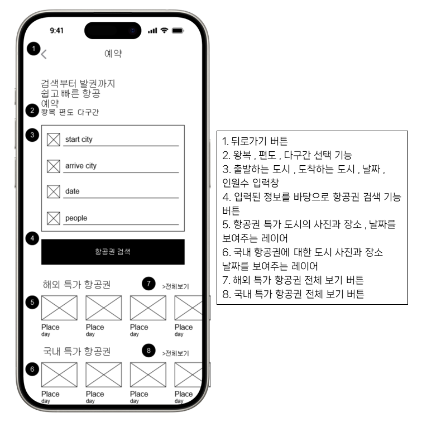 9:41
1
예약
검색부터 발권까지
쉽고 빠른 항공
예약
2
왕복 편도 다구간
3
start city
arrive city
date
people
4
항공권 검색
해외 특가 항공권
7
>전체보기
5
Place Place Place Place
day day day day
국내 특가 항공권
8
>전체보기
6
Place Place Place Place
day day day day
1. 뒤로가기 버튼
2. 왕복 , 편도 , 다구간 선택 기능
3. 출발하는 도시 , 도착하는 도시 , 날짜 ,
인원수 입력창
4. 입력된 정보를 바탕으로 항공권 검색 기능
버튼
5. 항공권 특가 도시의 사진과 장소 , 날짜를
보여주는 레이어
6. 국내 항공권에 대한 도시 사진과 장소
날짜를 보여주는 레이어
7. 해외 특가 항공권 전체 보기 버튼
8. 국내 특가 항공권 전체 보기 버튼